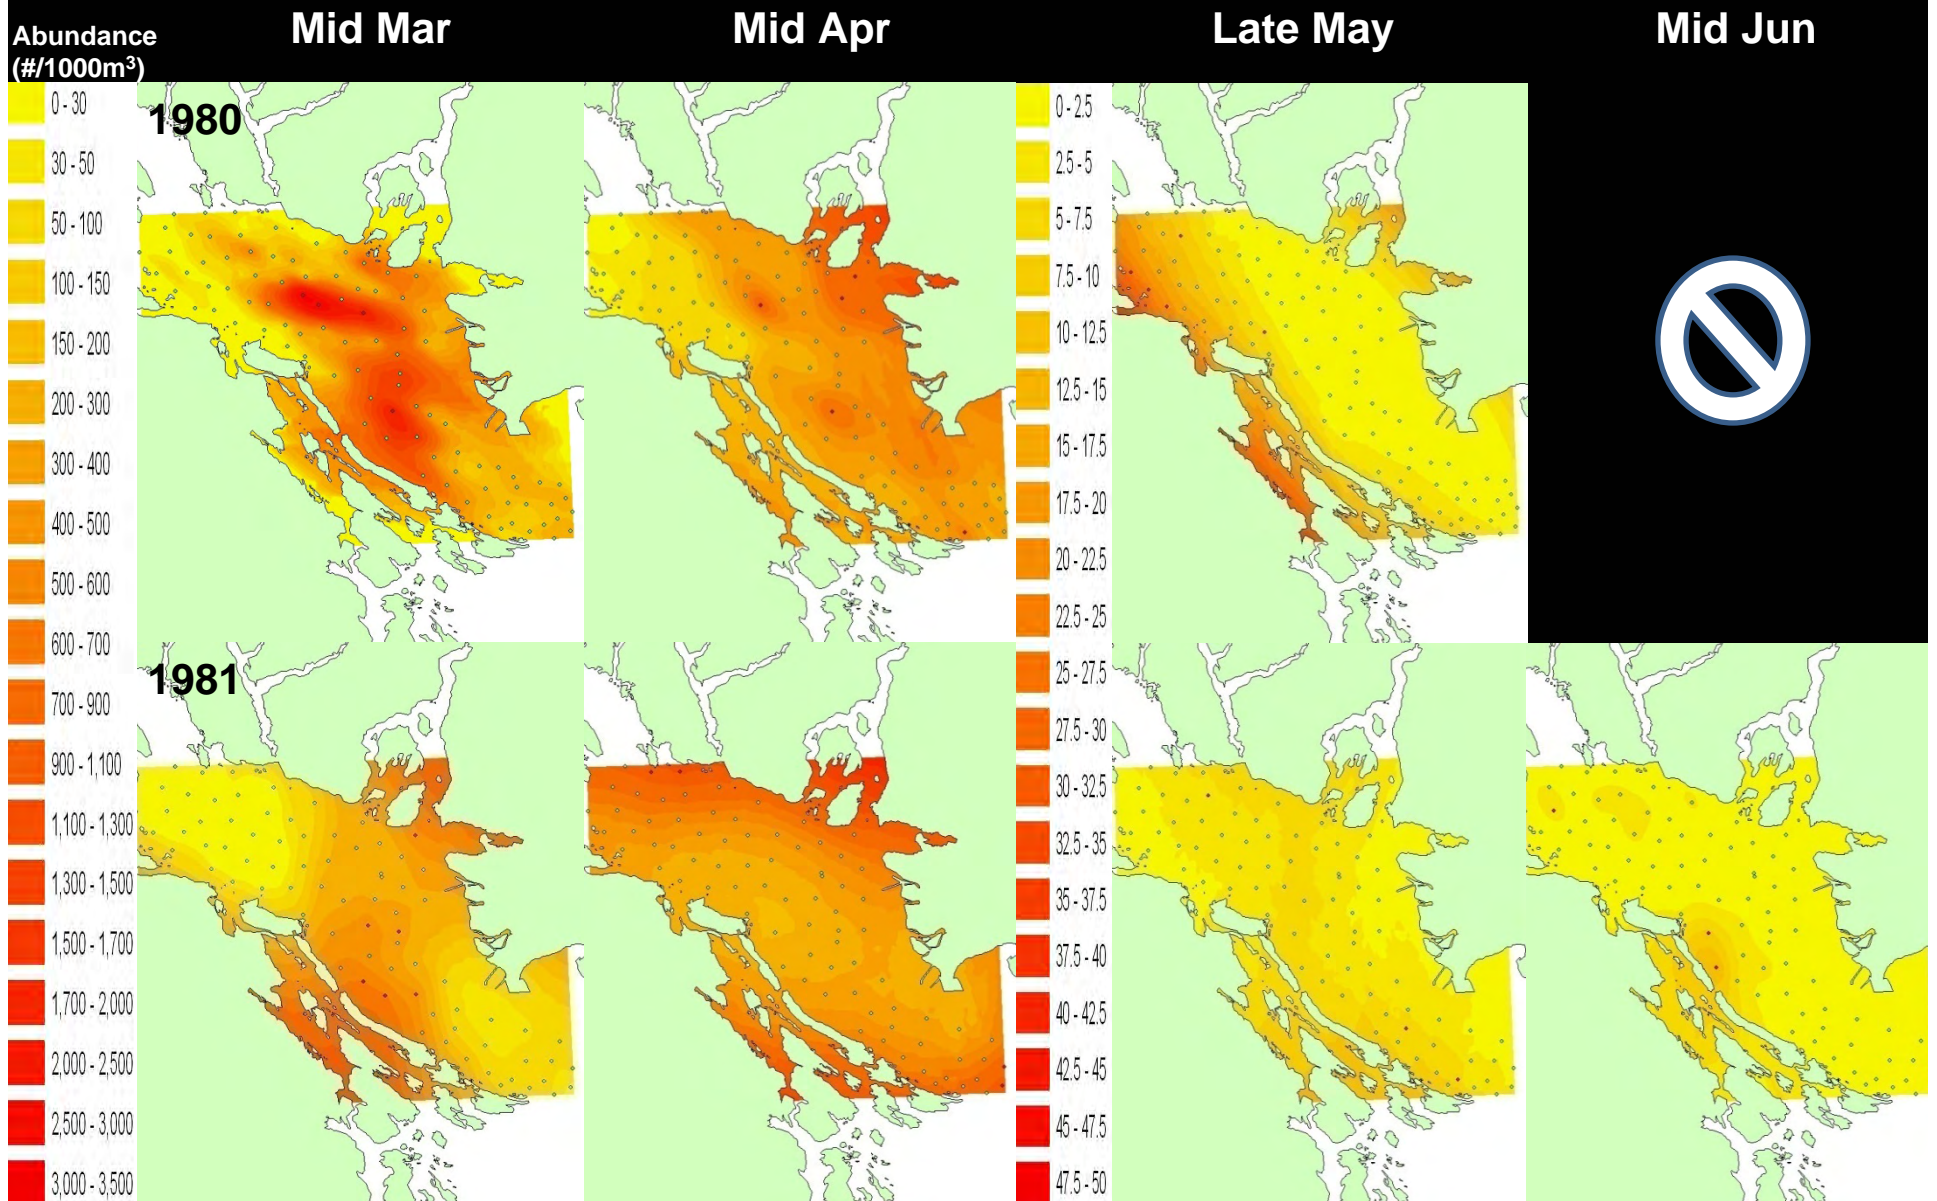 Mid Mar
Mid Apr
Late May
Mid Jun
Abundance
(#/1000m³)
1980
0 - 30
30 - 50
50 - 100
100 - 150
150 - 200
200 - 300
300 - 400
400 - 500
500 - 600
600 - 700
700 - 900
900 - 1,100
1,100 - 1,300
1,300 - 1,500
1,500 - 1,700
1,700 - 2,000
2,000 - 2,500
2,500 - 3,000
3,000 - 3,500
0 - 2.5
2.5 - 5
5 - 7.5
7.5 - 10
10 - 12.5
12.5 - 15
15 - 17.5
17.5 - 20
20 - 22.5
22.5 - 25
25 - 27.5
27.5 - 30
30 - 32.5
32.5 - 35
35 - 37.5
37.5 - 40
40 - 42.5
42.5 - 45
45 - 47.5
47.5 - 50
1981